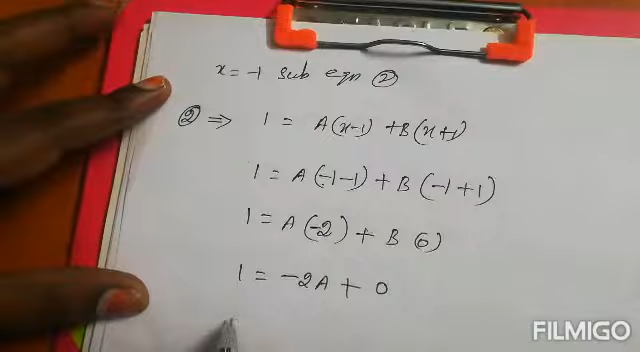 x = -1 sub eqn ②
② ⇒ 1 = A(x-1) + B(x+1)
1 = A(-1-1) + B(-1+1)
1 = A(-2) + B(0)
1 = -2A + 0
FILMIGO